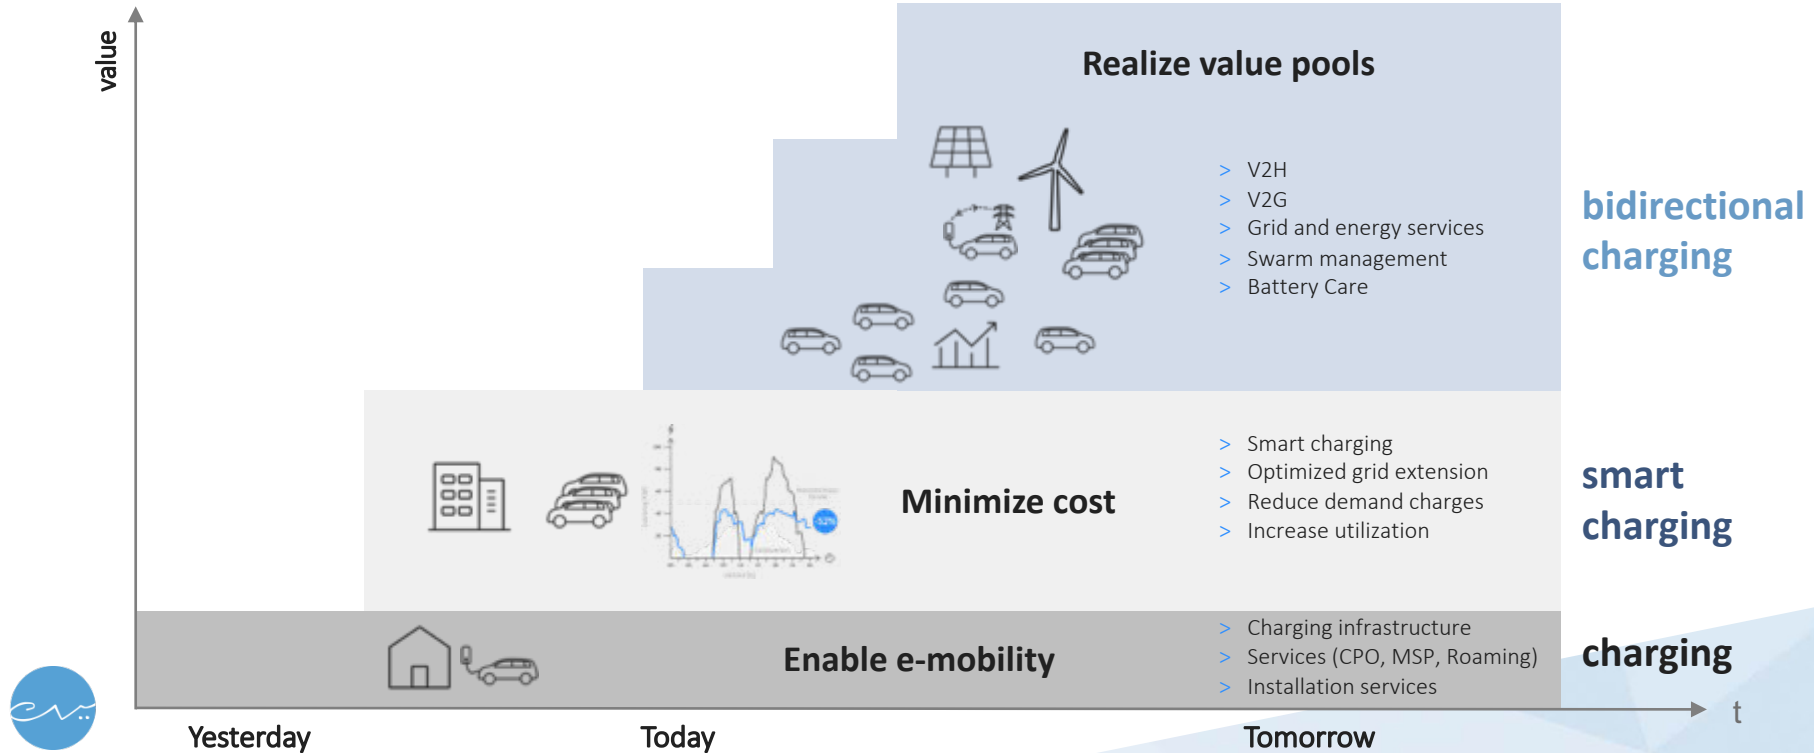 value
Realize value pools
> V2H
> V2G
> Grid and energy services
> Swarm management
> Battery Care
bidirectional
charging
Minimize cost
-52%
> Smart charging
> Optimized grid extension
> Reduce demand charges
> Increase utilization
smart
charging
Enable e-mobility
> Charging infrastructure
> Services (CPO, MSP, Roaming)
> Installation services
charging
t
Yesterday
Today
Tomorrow